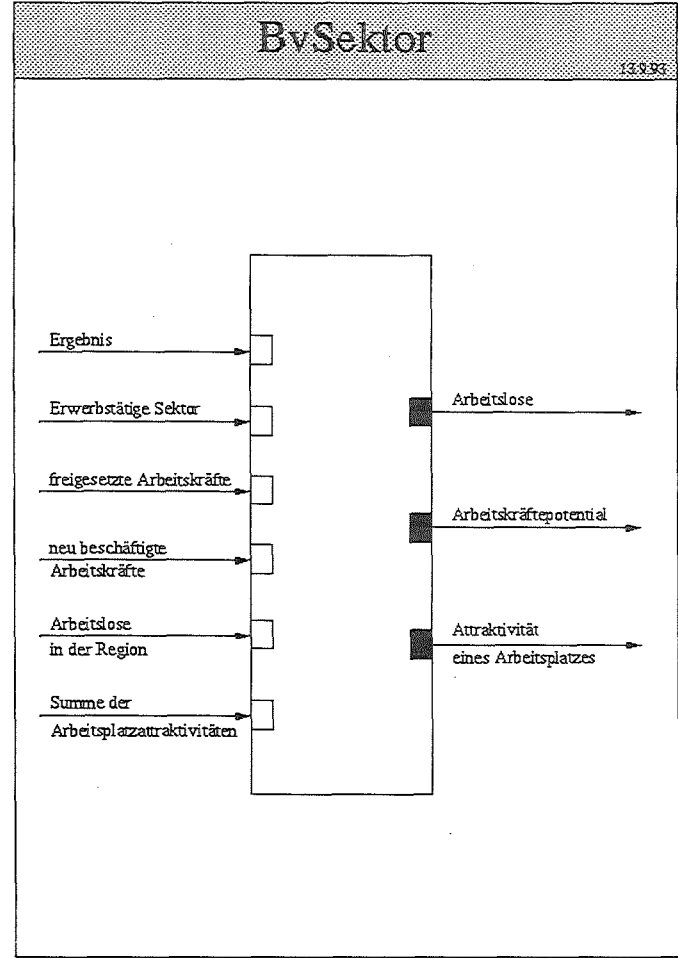 BvSektor
13.9.93
Ergebnis
Erwerbstätige Sektor
freigesetzte Arbeitskräfte
neu beschäftigte
Arbeitskräfte
Arbeitslose
in der Region
Summe der
Arbeitsplatzattraktivitäten
Arbeitslose
Arbeitskräftepotential
Attraktivität
eines Arbeitsplatzes